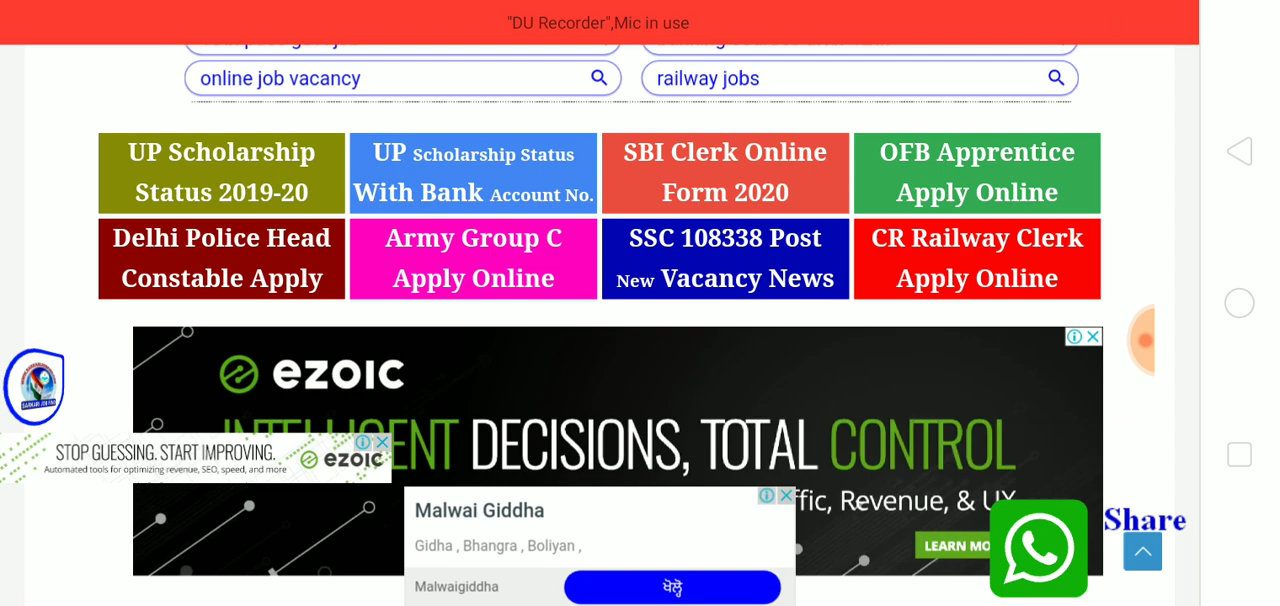 "DU Recorder",Mic in use
online job vacancy
railway jobs
UP Scholarship
Status 2019-20
UP Scholarship Status
With Bank Account No.
SBI Clerk Online
Form 2020
OFB Apprentice
Apply Online
Delhi Police Head
Constable Apply
Army Group C
Apply Online
SSC 108338 Post
New Vacancy News
CR Railway Clerk
Apply Online
ezoic
DECISIONS, TOTAL CONTROL
STOP GUESSING. START IMPROVING.
Automated tools for optimizing revenue, SEO, speed, and more
ezoic
Revenue, & UX
LEARN
Malwai Giddha
Gidha , Bhangra , Boliyan ,
Malwaigiddha
ਖੋਲ੍ਹੋ
Share